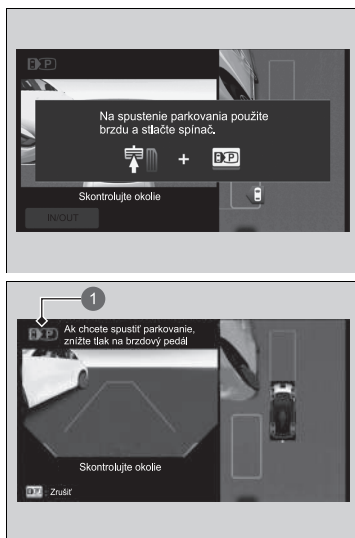 Na spustenie parkovania použite
brzdu a stlačte spínač.
+
Skontrolujte okolie
IN/OUT
1
Ak chcete spustiť parkovanie,
znížte tlak na brzdový pedál
Skontrolujte okolie
: Zrušiť